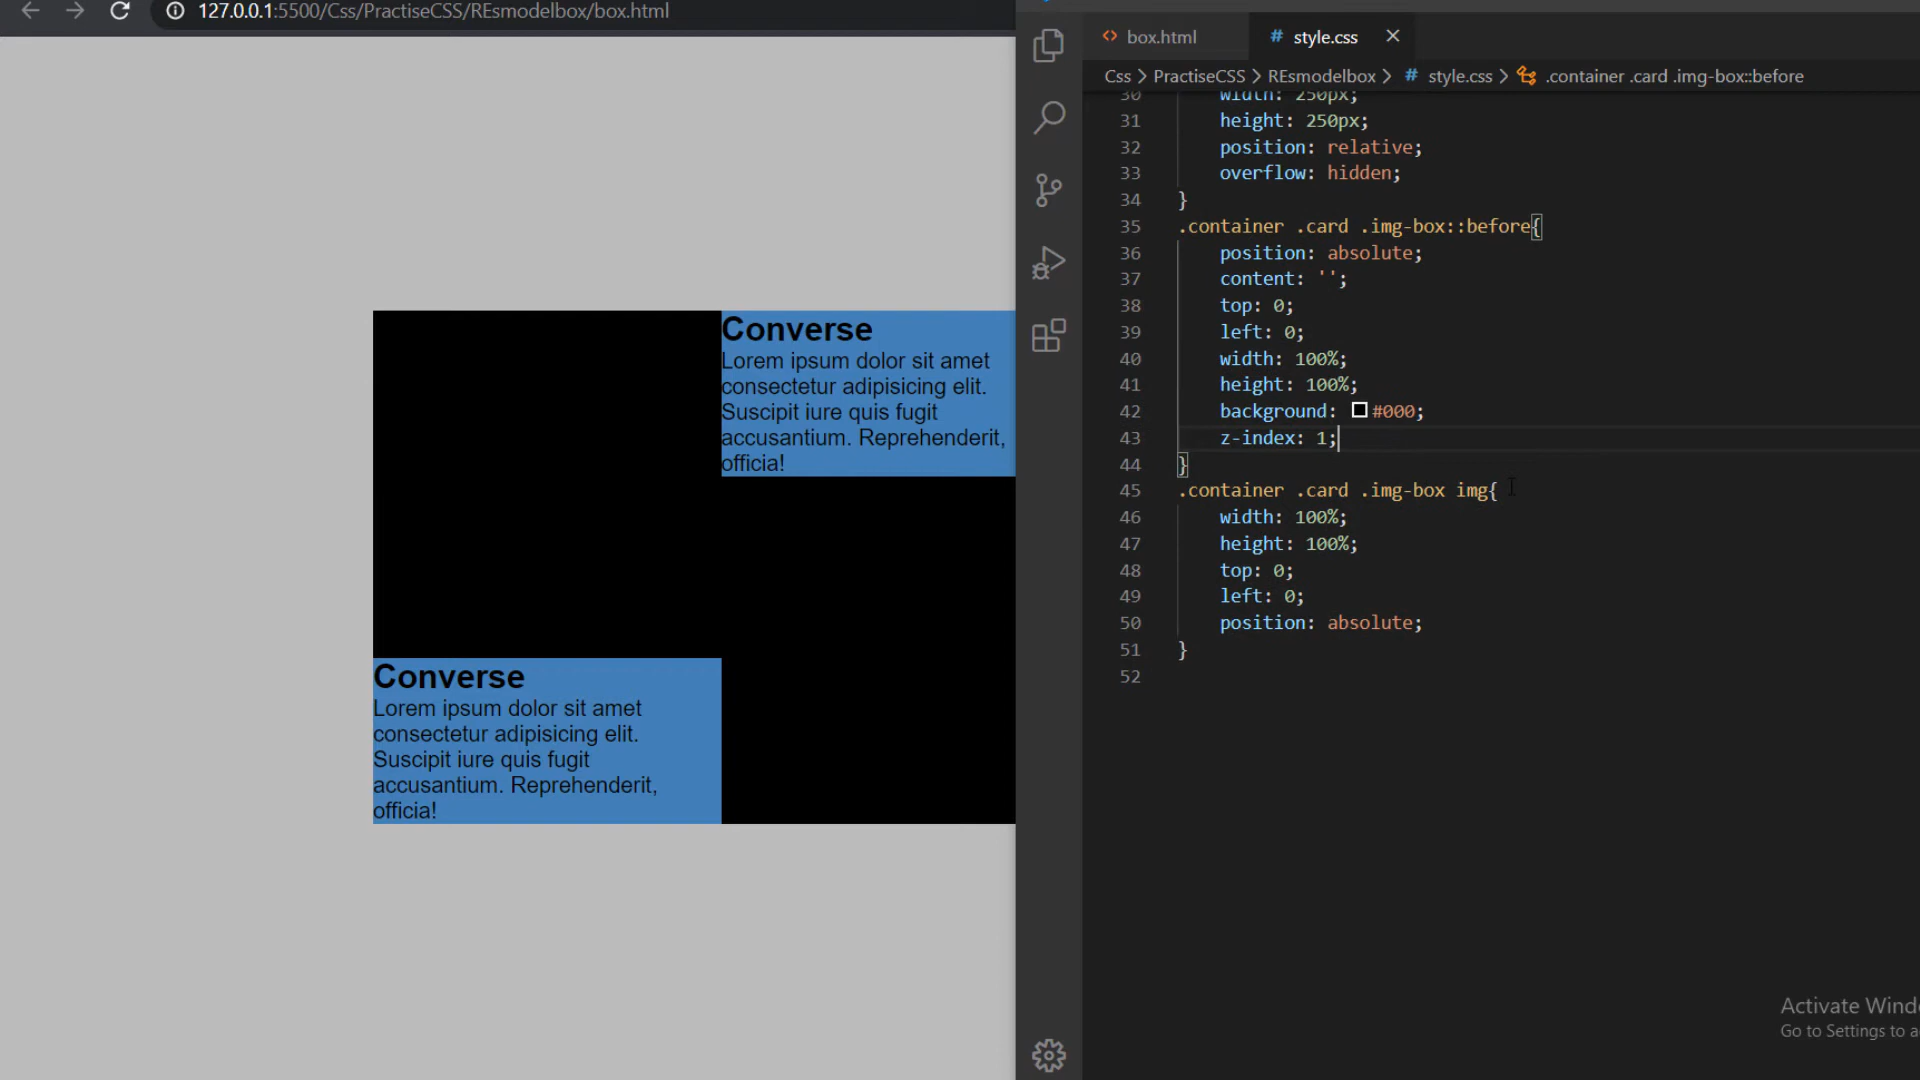 127.0.0.1:5500/Css/PractiseCSS/REsmodelbox/box.html
Converse
Lorem ipsum dolor sit amet
consectetur adipisicing elit.
Suscipit iure quis fugit
accusantium. Reprehenderit,
officia!
Converse
Lorem ipsum dolor sit amet
consectetur adipisicing elit.
Suscipit iure quis fugit
accusantium. Reprehenderit,
officia!
<> box.html
# style.css
Css > PractiseCSS > REsmodelbox > # style.css > .container .card .img-box::before
30 width: 250px;
31 height: 250px;
32 position: relative;
33 overflow: hidden;
34 }
35 .container .card .img-box::before{
36 position: absolute;
37 content: '';
38 top: 0;
39 left: 0;
40 width: 100%;
41 height: 100%;
42 background: #000;
43 z-index: 1;
44 }
45 .container .card .img-box img{
46 width: 100%;
47 height: 100%;
48 top: 0;
49 left: 0;
50 position: absolute;
51 }
52
Activate Wind
Go to Settings to a